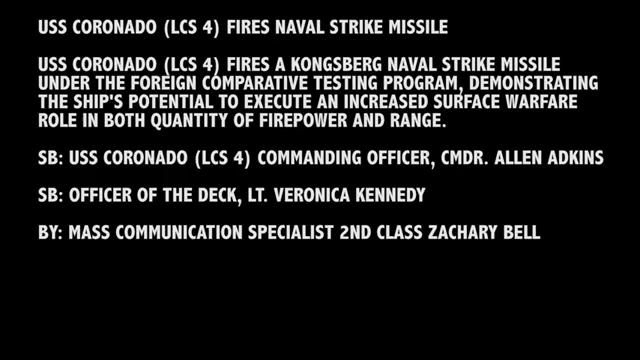 USS CORONADO (LCS 4) FIRES NAVAL STRIKE MISSILE
USS CORONADO (LCS 4) FIRES A KONGSBERG NAVAL STRIKE MISSILE
UNDER THE FOREIGN COMPARATIVE TESTING PROGRAM, DEMONSTRATING
THE SHIP'S POTENTIAL TO EXECUTE AN INCREASED SURFACE WARFARE
ROLE IN BOTH QUANTITY OF FIREPOWER AND RANGE.
SB: USS CORONADO (LCS 4) COMMANDING OFFICER, CMDR. ALLEN ADKINS
SB: OFFICER OF THE DECK, LT. VERONICA KENNEDY
BY: MASS COMMUNICATION SPECIALIST 2ND CLASS ZACHARY BELL